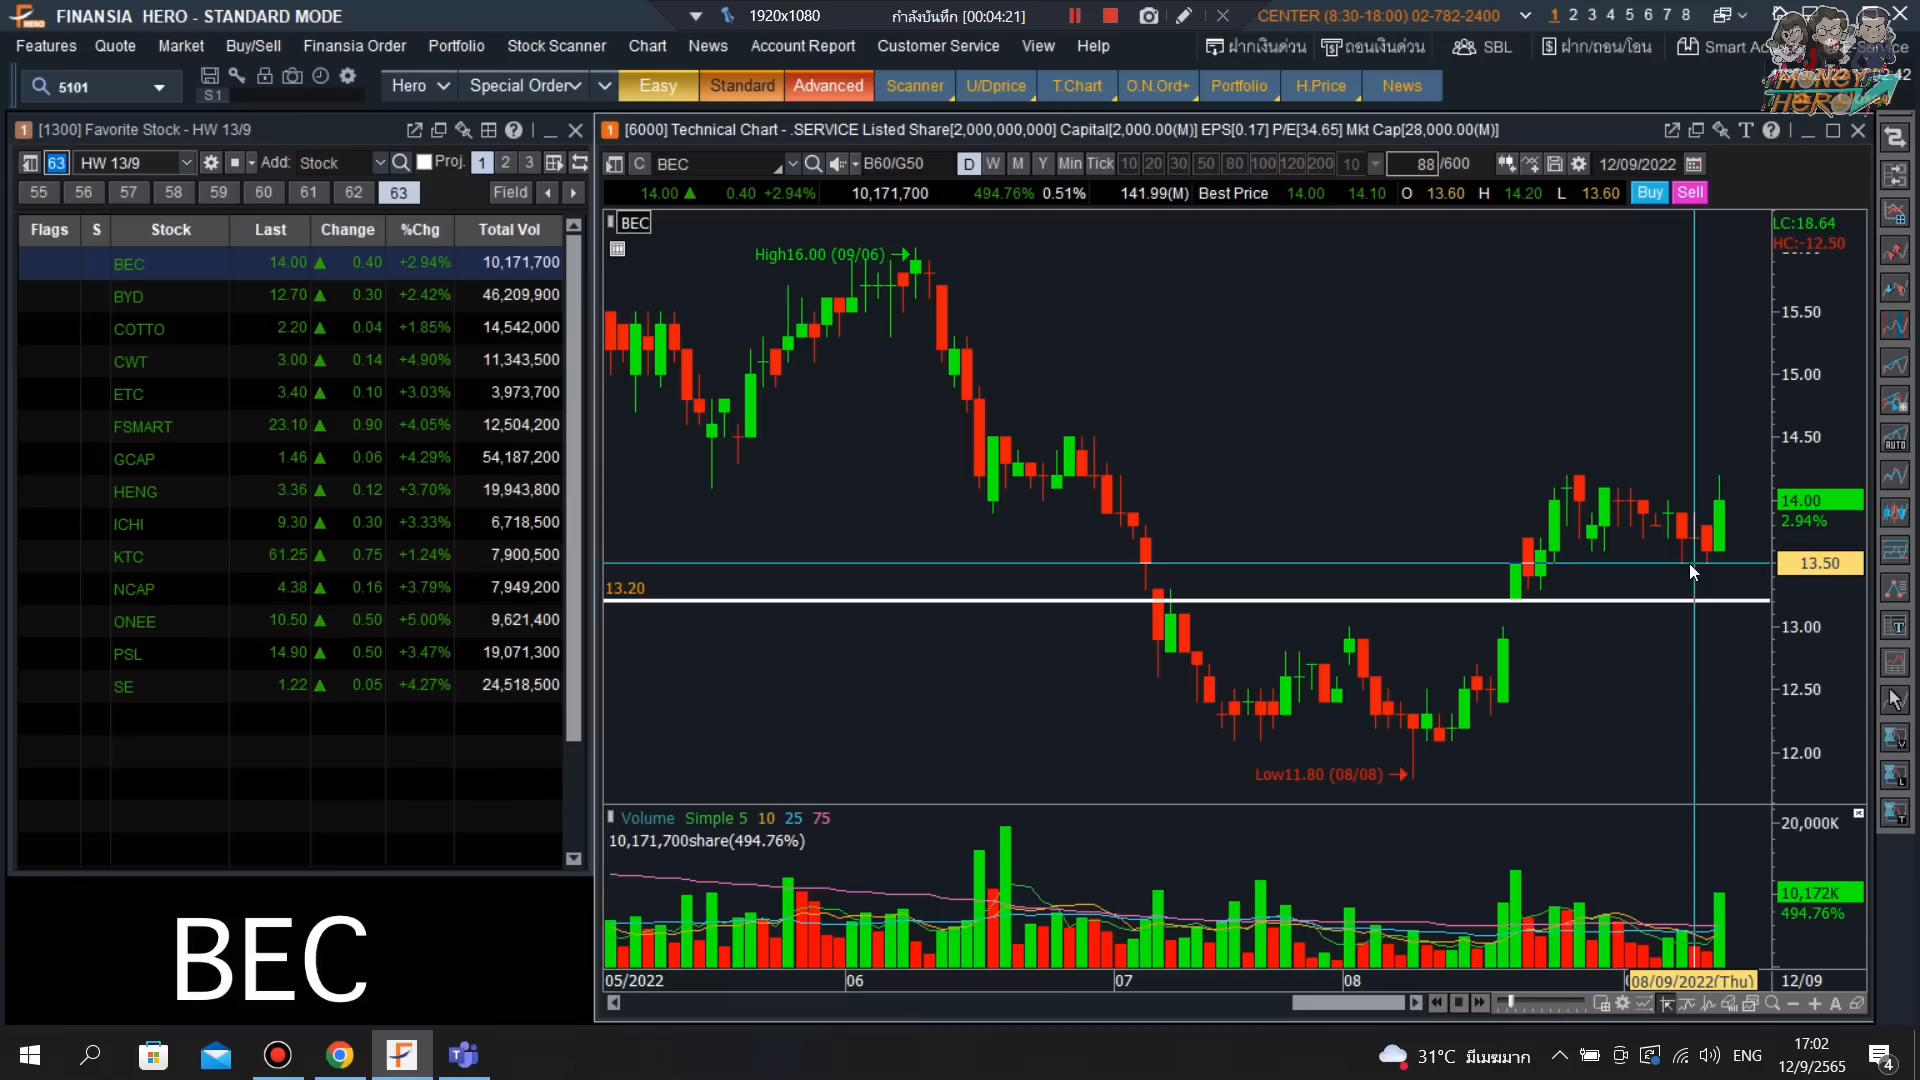 FINANSIA HERO - STANDARD MODE
1920x1080
กำลังบันทึก [00:04:21]
CENTER (8:30-18:00) 02-782-2400
1 2 3 4 5 6 7 8
Features Quote Market Buy/Sell Finansia Order Portfolio Stock Scanner Chart News Account Report Customer Service View Help
ฝากเงินด่วน ถอนเงินด่วน SBL ฝาก/ถอน/โอน
MONEY HERO
5101
S1
Hero Special Order Easy Standard Advanced Scanner U/Dprice T.Chart O.N.Ord+ Portfolio H.Price News
1 [1300] Favorite Stock - HW 13/9
63 HW 13/9 Add: Stock Proj. 1 2 3
55 56 57 58 59 60 61 62 63 Field
Flags S Stock Last Change %Chg Total Vol
BEC 14.00 ▲ 0.40 +2.94% 10,171,700
BYD 12.70 ▲ 0.30 +2.42% 46,209,900
COTTO 2.20 ▲ 0.04 +1.85% 14,542,000
CWT 3.00 ▲ 0.14 +4.90% 11,343,500
ETC 3.40 ▲ 0.10 +3.03% 3,973,700
FSMART 23.10 ▲ 0.90 +4.05% 12,504,200
GCAP 1.46 ▲ 0.06 +4.29% 54,187,200
HENG 3.36 ▲ 0.12 +3.70% 19,943,800
ICHI 9.30 ▲ 0.30 +3.33% 6,718,500
KTC 61.25 ▲ 0.75 +1.24% 7,900,500
NCAP 4.38 ▲ 0.16 +3.79% 7,949,200
ONEE 10.50 ▲ 0.50 +5.00% 9,621,400
PSL 14.90 ▲ 0.50 +3.47% 19,071,300
SE 1.22 ▲ 0.05 +4.27% 24,518,500
BEC
1 [6000] Technical Chart - .SERVICE Listed Share[2,000,000,000] Capital[2,000.00(M)] EPS[0.17] P/E[34.65] Mkt Cap[28,000.00(M)]
C BEC B60/G50 D W M Y Min Tick 10 20 30 50 80 100 120 200 10 88 /600 12/09/2022
14.00 ▲ 0.40 +2.94% 10,171,700 494.76% 0.51% 141.99(M) Best Price 14.00 14.10 O 13.60 H 14.20 L 13.60 Buy Sell
BEC
LC:18.64
HC:-12.50
High16.00 (09/06)
15.50
15.00
14.50
14.00
2.94%
13.50
13.20
13.00
12.50
12.00
Low11.80 (08/08)
Volume Simple 5 10 25 75
10,171,700share(494.76%)
20,000K
10,172K
494.76%
05/2022 06 07 08 08/09/2022(Thu) 12/09
AUTO
31°C มีเมฆมาก
ENG
17:02
12/9/2565
4